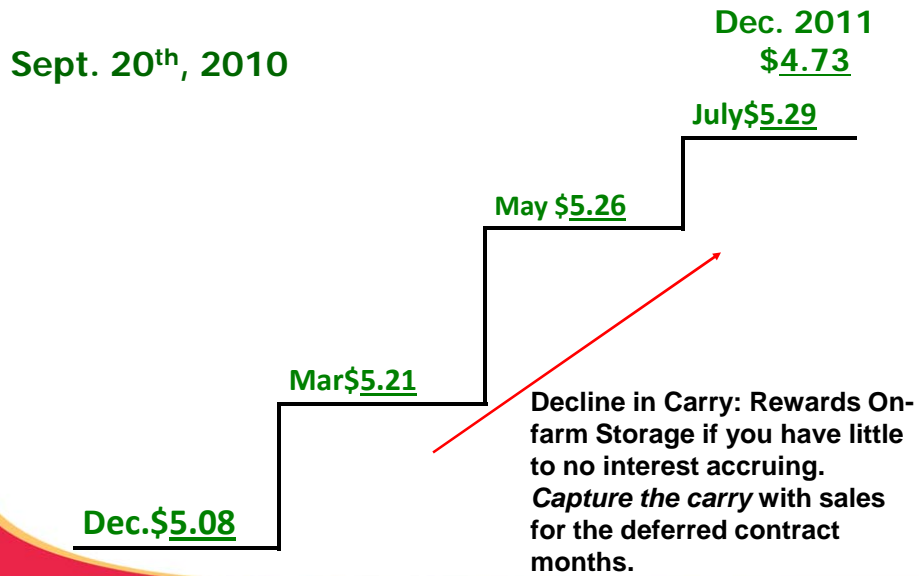 Sept. 20th, 2010
Dec. 2011
$4.73
July$5.29
May $5.26
Mar$5.21
Dec.$5.08
Decline in Carry: Rewards On-
farm Storage if you have little
to no interest accruing.
Capture the carry with sales
for the deferred contract
months.